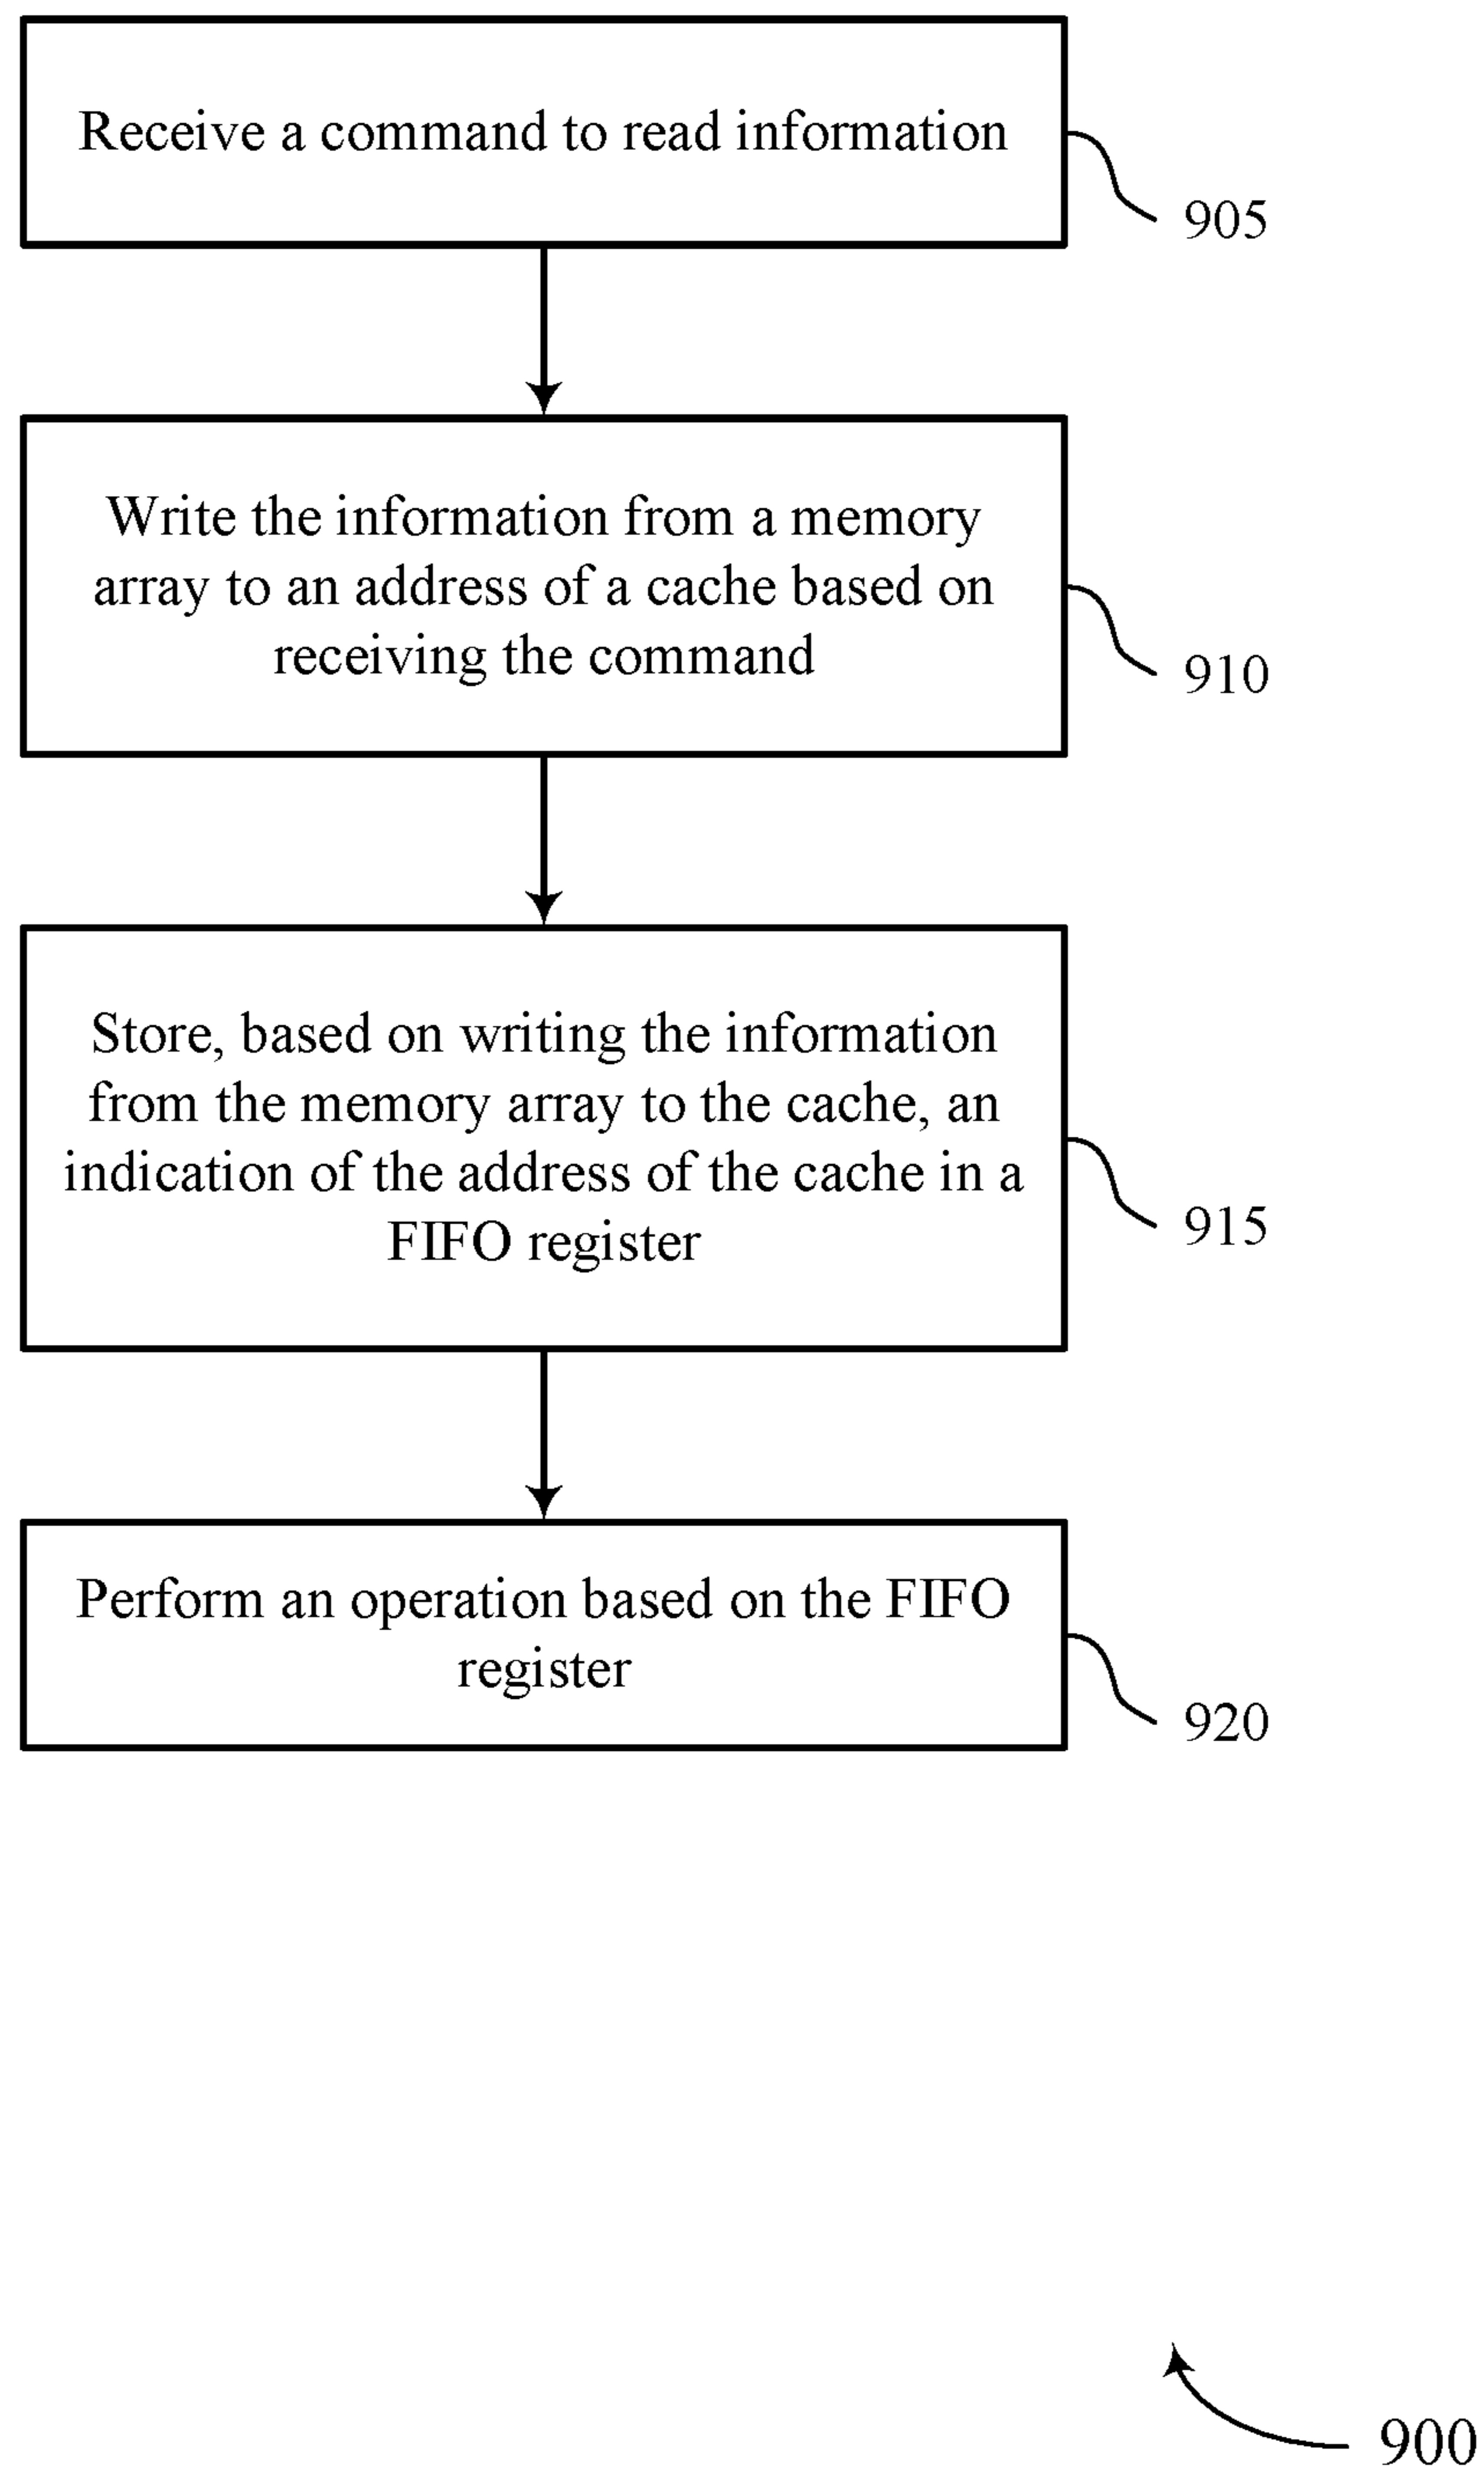 Receive a command to read information
905
Write the information from a memory
array to an address of a cache based on
receiving the command
910
Store, based on writing the information
from the memory array to the cache, an
indication of the address of the cache in a
FIFO register
915
Perform an operation based on the FIFO
register
920
900